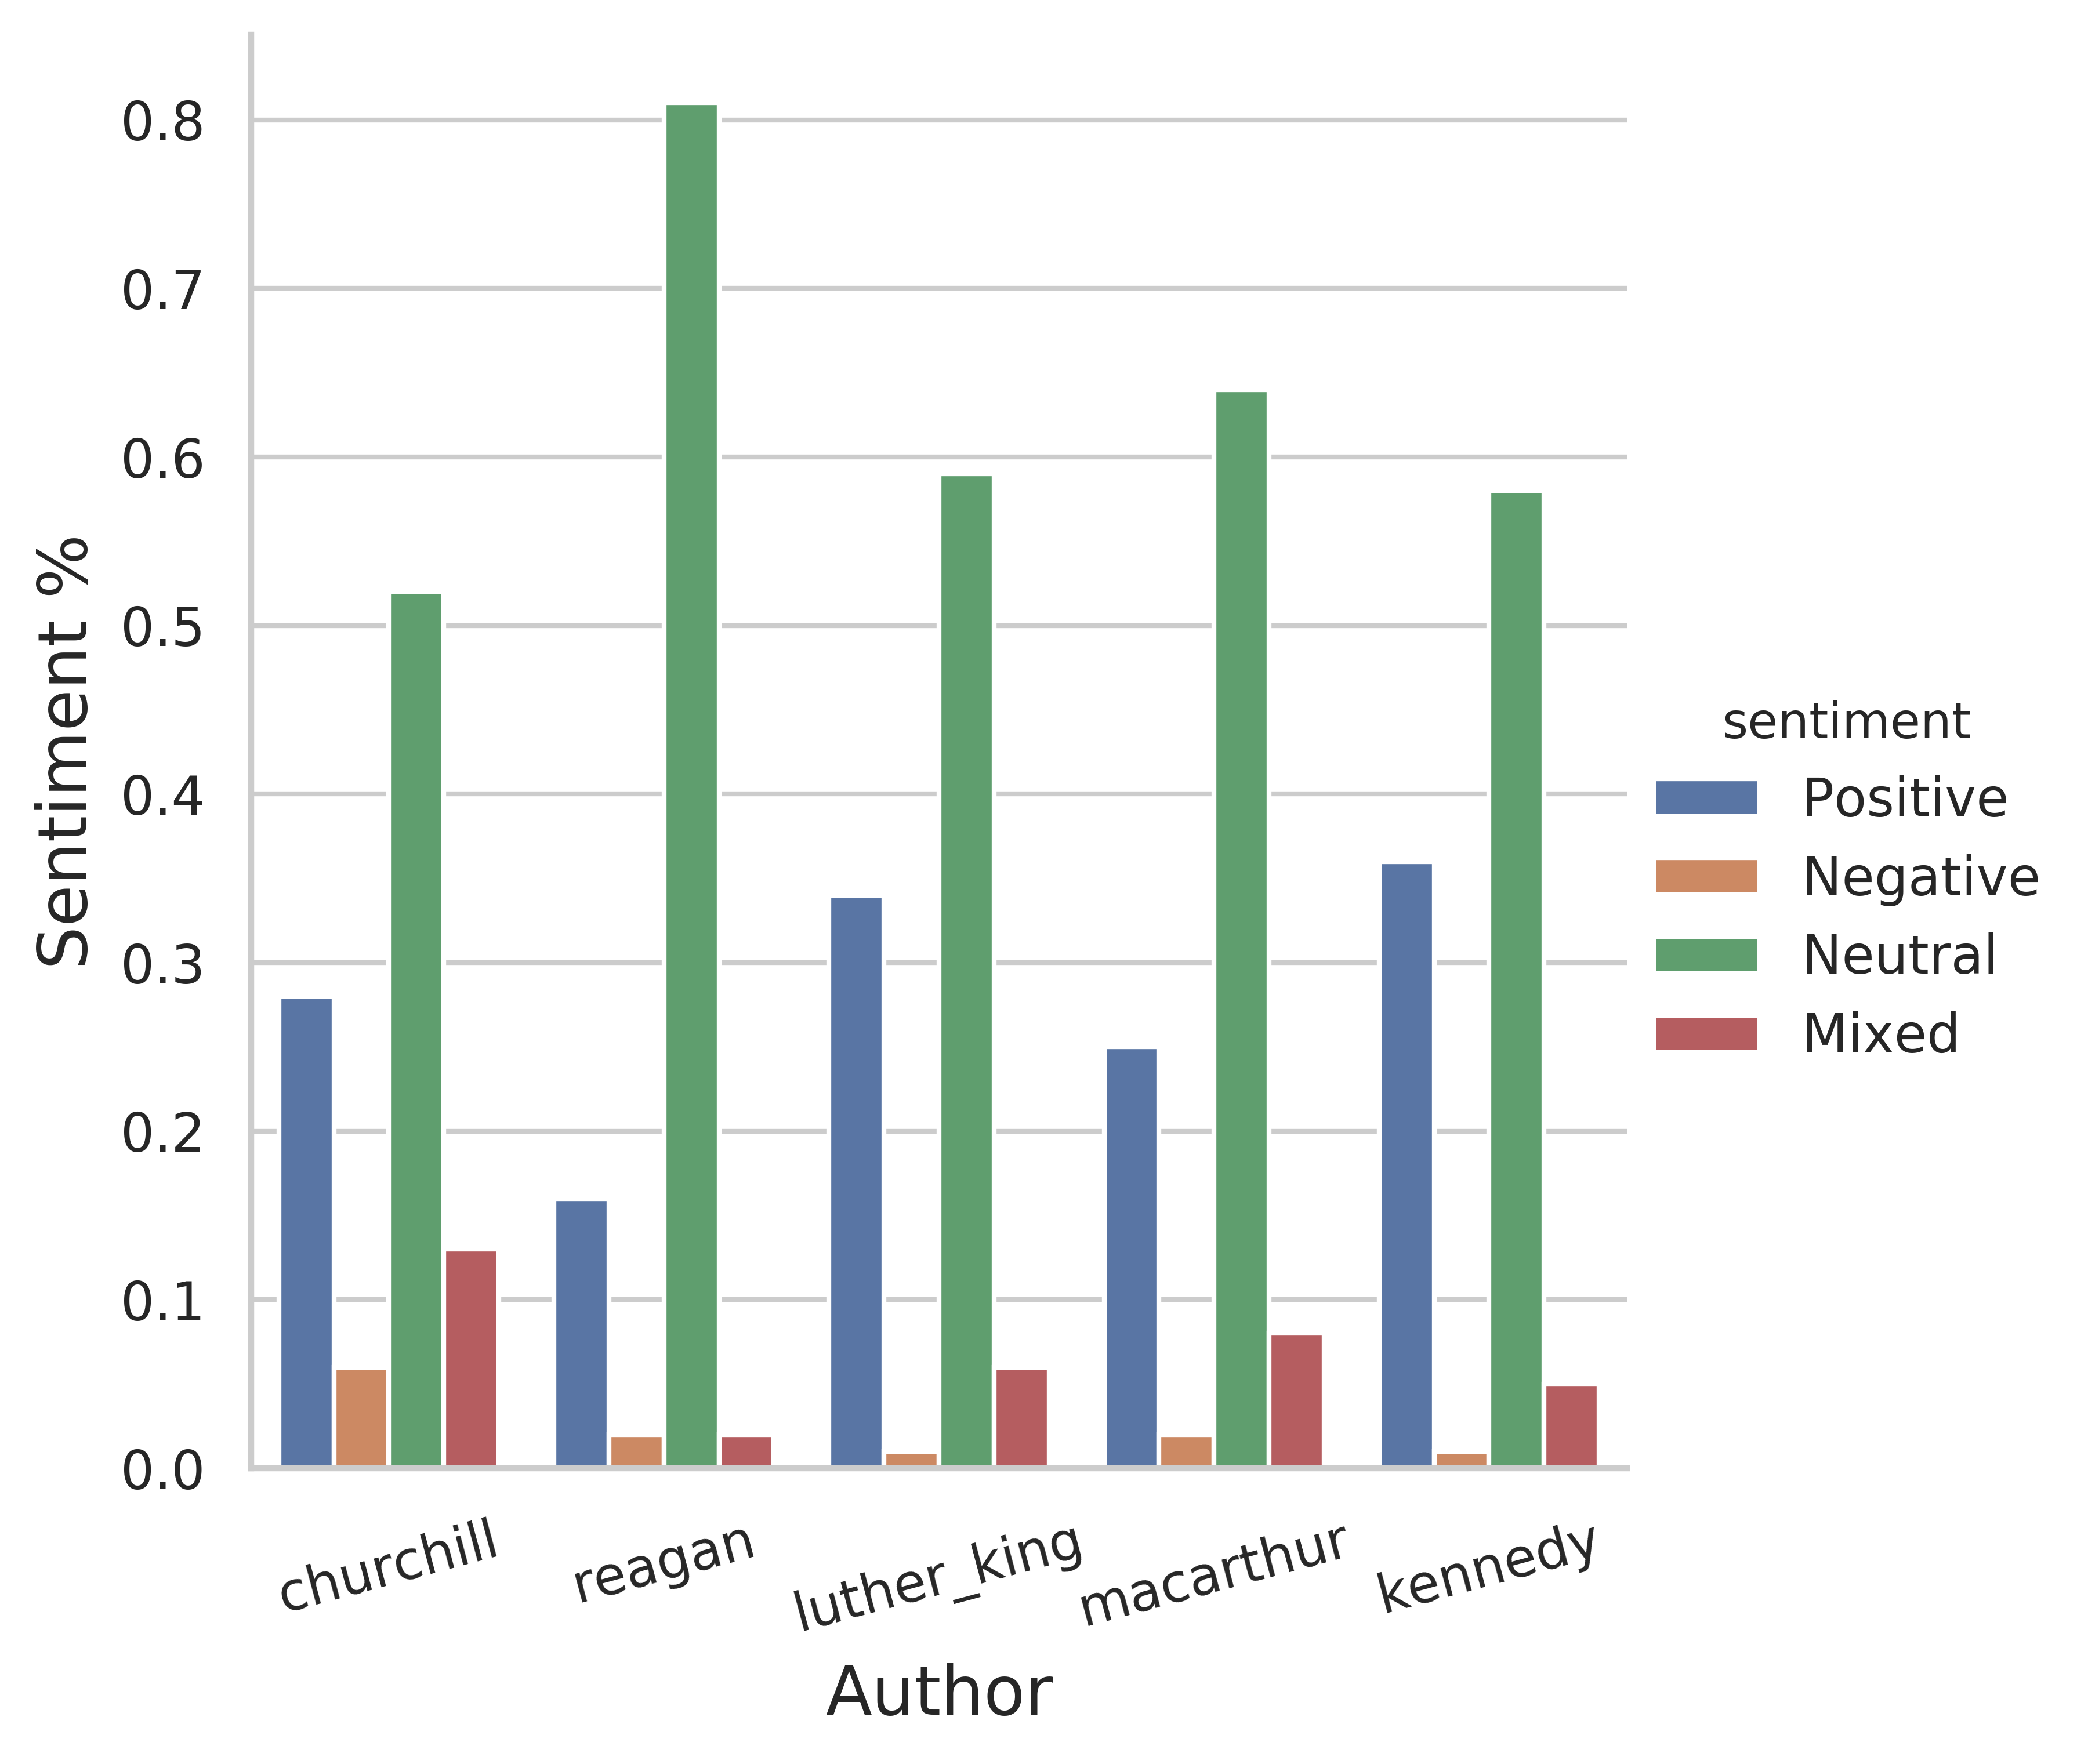 0.8
0.7
0.6
0.5
0.4
0.3
0.2
0.1
0.0
Sentiment %
churchill
reagan
luther_king
macarthur
kennedy
Author
sentiment
Positive
Negative
Neutral
Mixed